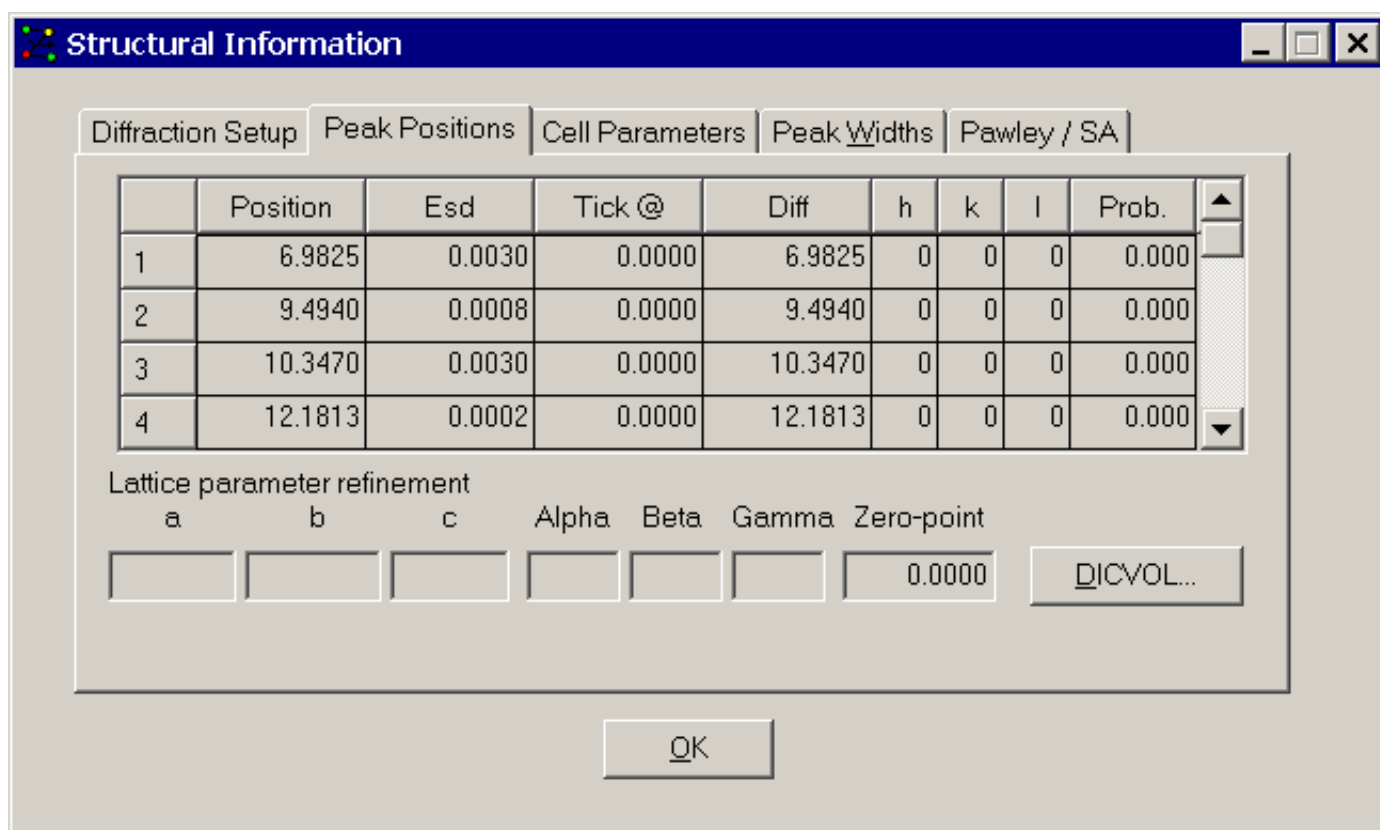 Structural Information
Diffraction Setup Peak Positions Cell Parameters Peak Widths Pawley / SA
Position Esd Tick @ Diff h k l Prob.
1 6.9825 0.0030 0.0000 6.9825 0 0 0 0.000
2 9.4940 0.0008 0.0000 9.4940 0 0 0 0.000
3 10.3470 0.0030 0.0000 10.3470 0 0 0 0.000
4 12.1813 0.0002 0.0000 12.1813 0 0 0 0.000
Lattice parameter refinement
a b c Alpha Beta Gamma Zero-point
0.0000 DICVOL...
OK